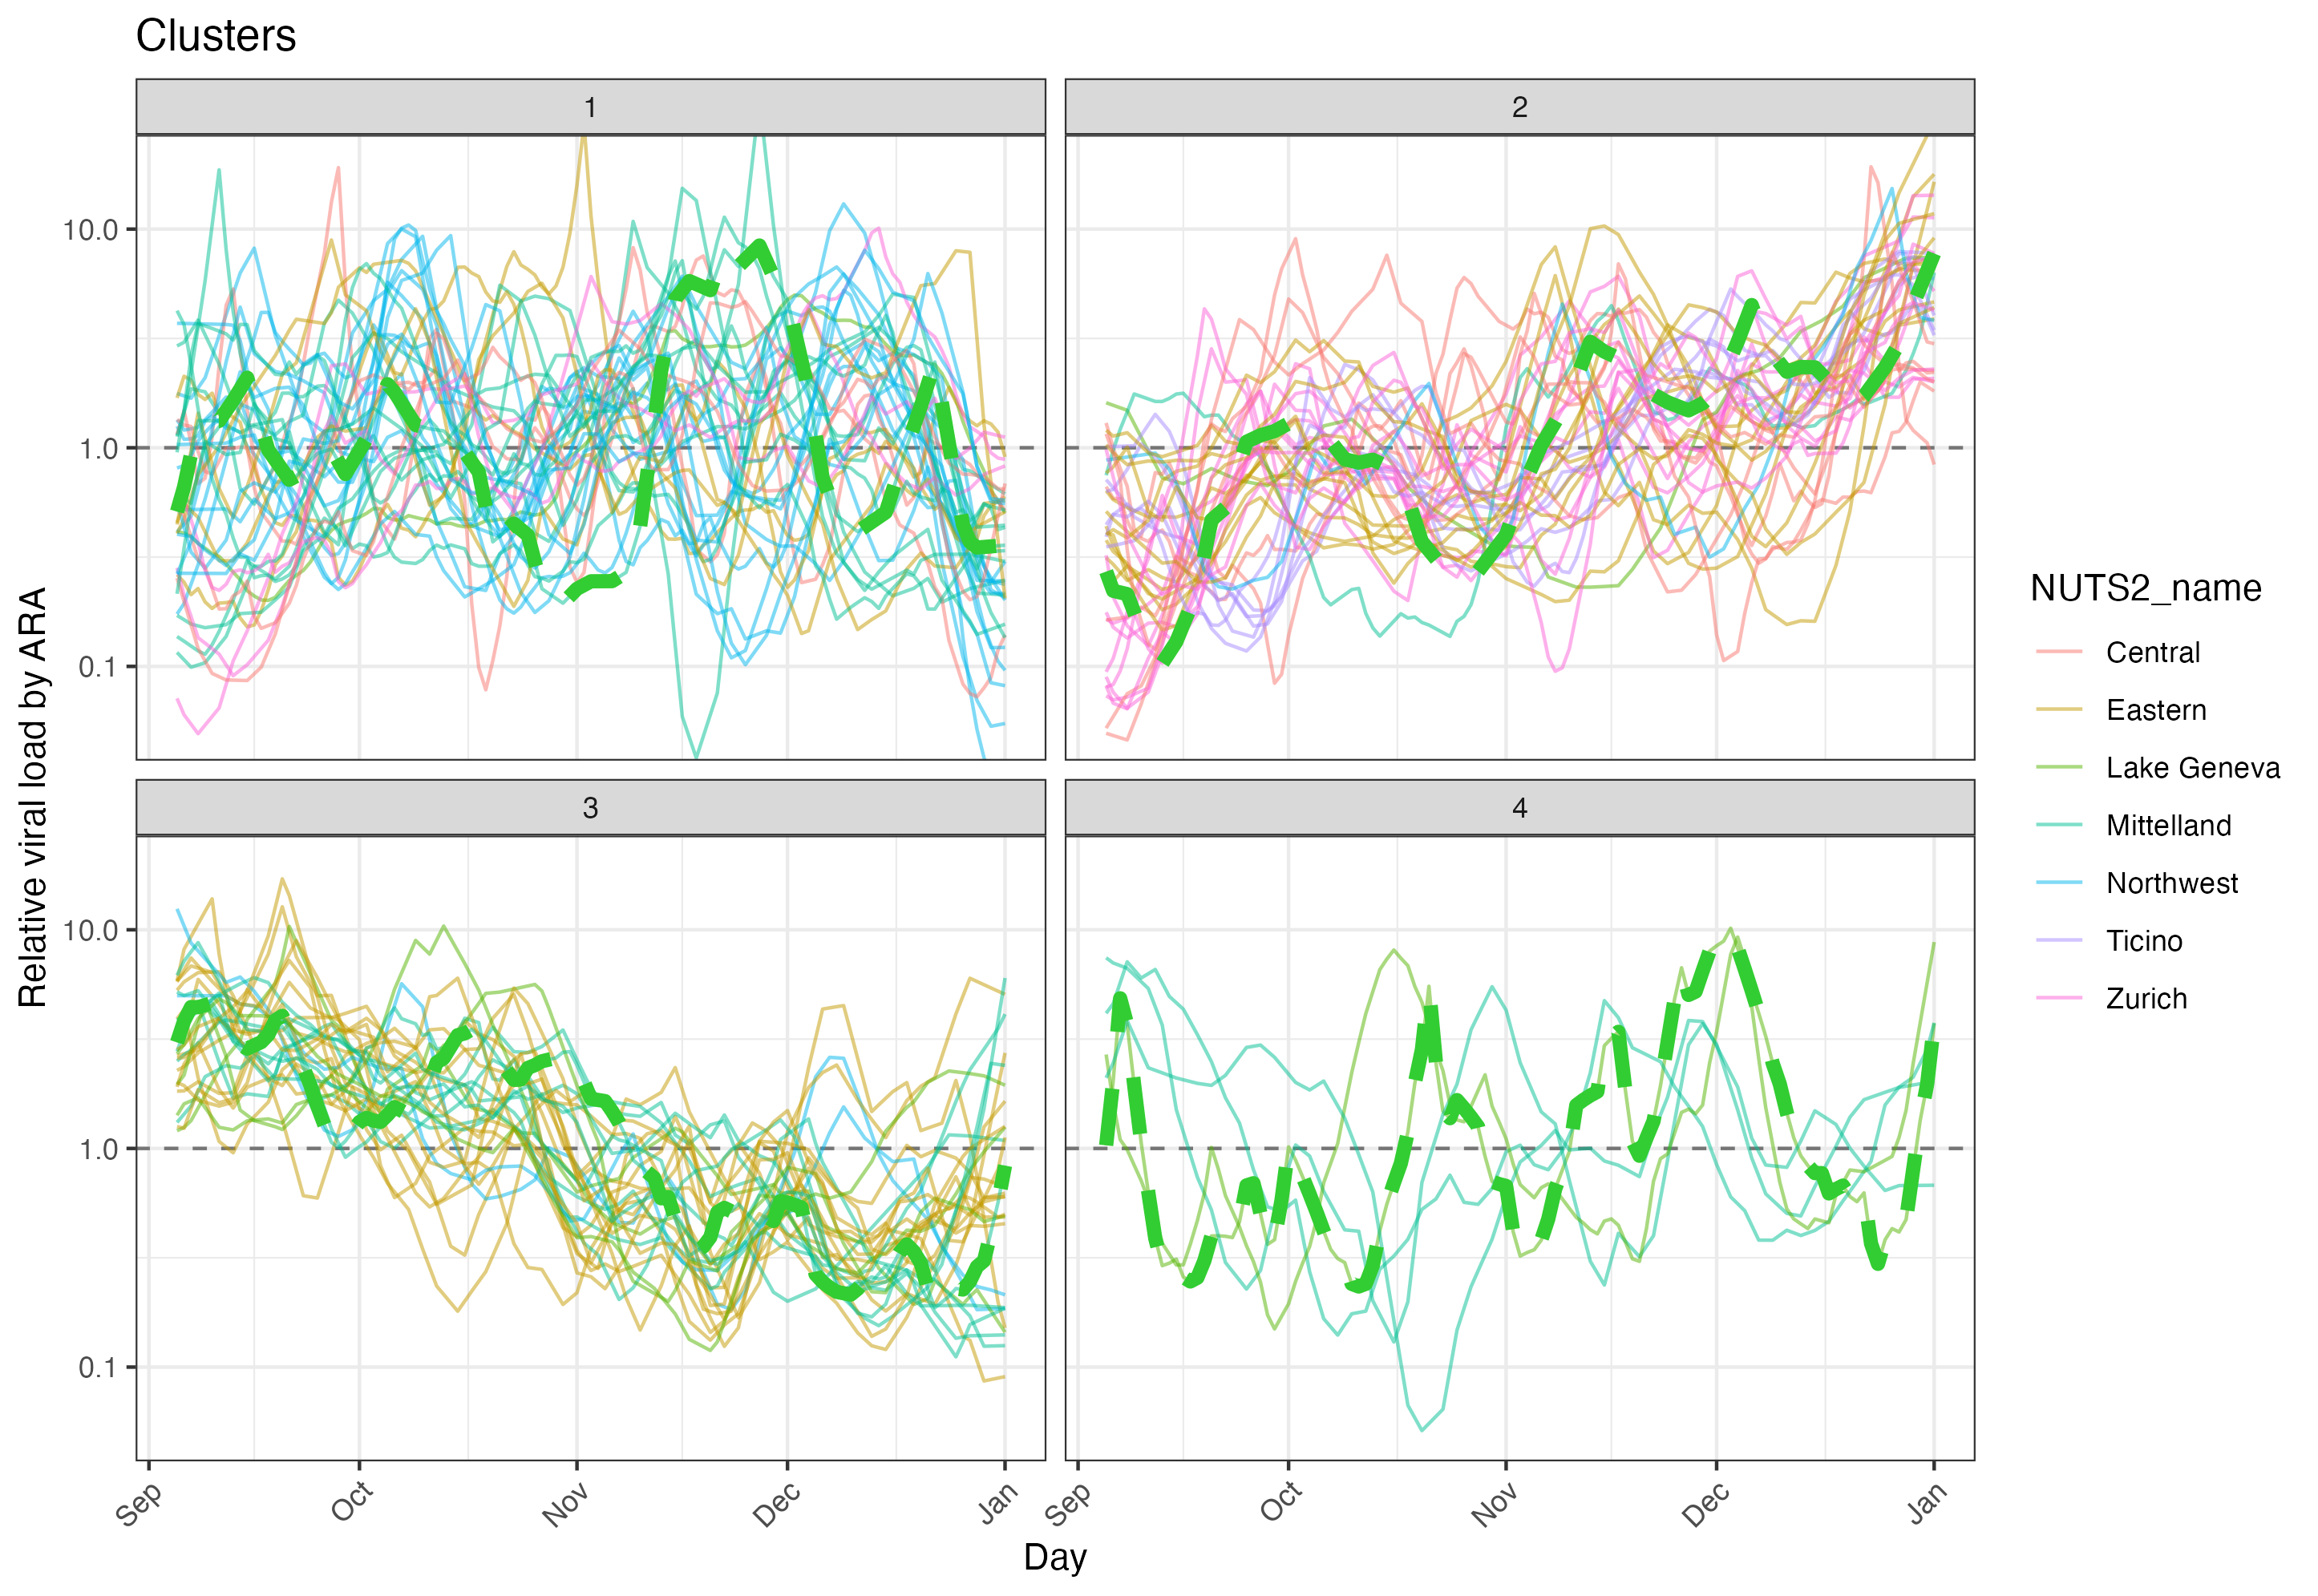 Clusters
1
2
10.0
1.0
0.1
3
4
10.0
1.0
0.1
Sep
Oct
Nov
Dec
Jan
Sep
Oct
Nov
Dec
Jan
Day
Relative viral load by ARA
NUTS2_name
Central
Eastern
Lake Geneva
Mittelland
Northwest
Ticino
Zurich